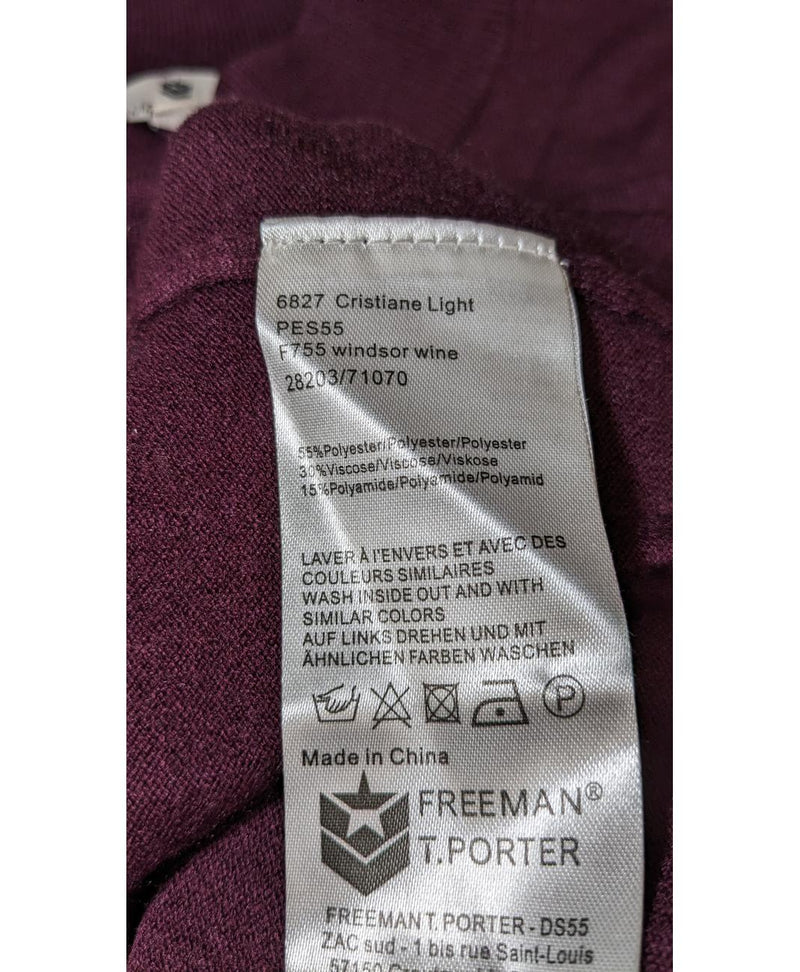 6827 Cristiane Light
PES55
F755 windsor wine
28203/71070
55%Polyester/Polyester/Polyester
30%Viscose/Viscose/Viskose
15%Polyamide/Polyamide/Polyamid
LAVER À L'ENVERS ET AVEC DES
COULEURS SIMILAIRES
WASH INSIDE OUT AND WITH
SIMILAR COLORS
AUF LINKS DREHEN UND MIT
ÄHNLICHEN FARBEN WASCHEN
P
Made in China
FREEMAN®
T.PORTER
FREEMAN T. PORTER - DS55
ZAC sud - 1 bis rue Saint-Louis
57150